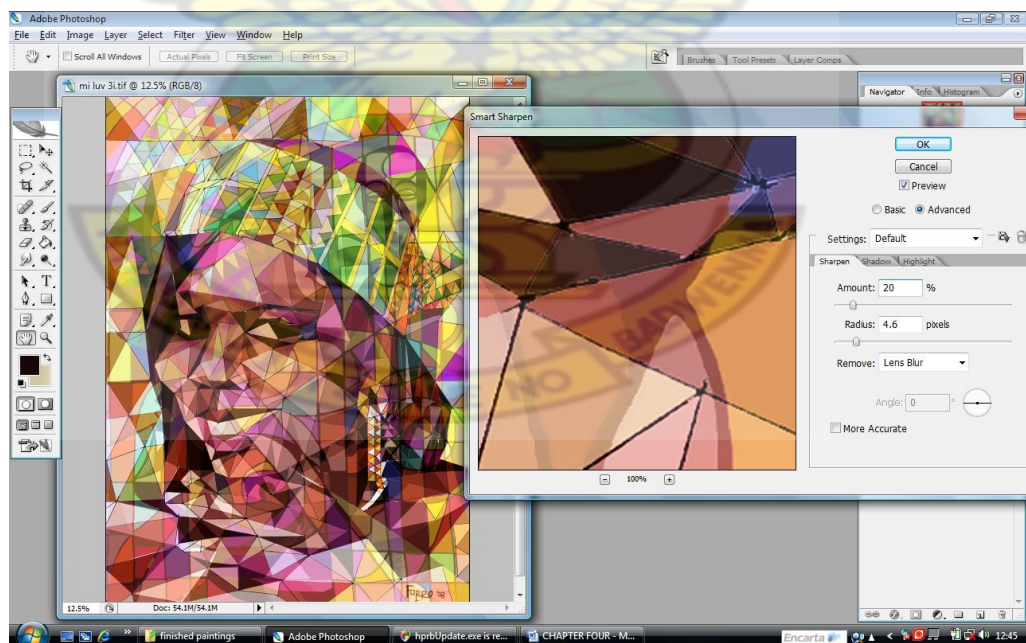 Adobe Photoshop
File Edit Image Layer Select Filter View Window Help
Scroll All Windows Actual Pixels Fit Screen Print Size Brushes Tool Presets Layer Comps
mi luv 3i.tif @ 12.5% (RGB/8)
Navigator Info Histogram
Smart Sharpen
OK
Cancel
Preview
Basic Advanced
Settings: Default
Sharpen Shadow Highlight
Amount: 20 %
Radius: 4.6 pixels
Remove: Lens Blur
Angle: 0 °
More Accurate
100%
NO
12.5% Doc: 54.1M/54.1M
finished paintings Adobe Photoshop hprbUpdate.exe is re... CHAPTER FOUR - M... Encarta 12:45